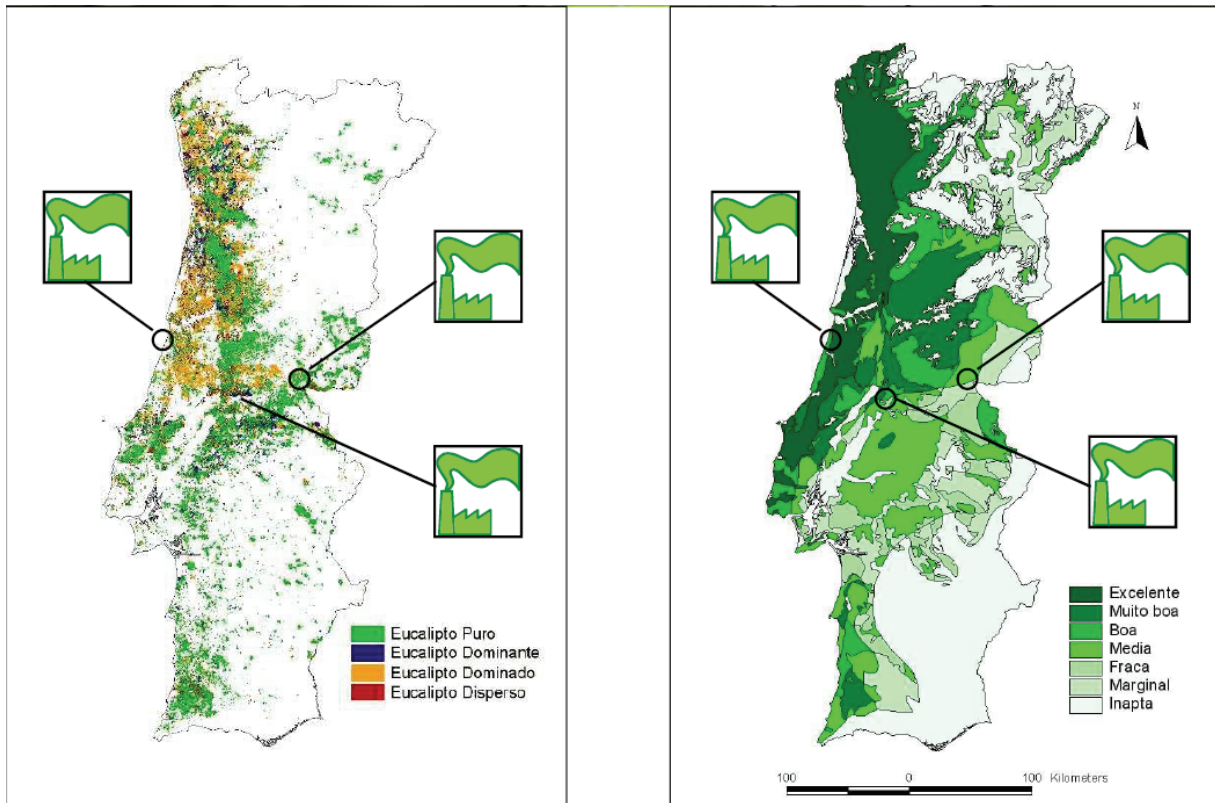 Eucalipto Puro
Eucalipto Dominante
Eucalipto Dominado
Eucalipto Disperso
N
Excelente
Muito boa
Boa
Media
Fraca
Marginal
Inapta
100 0 100 Kilometers